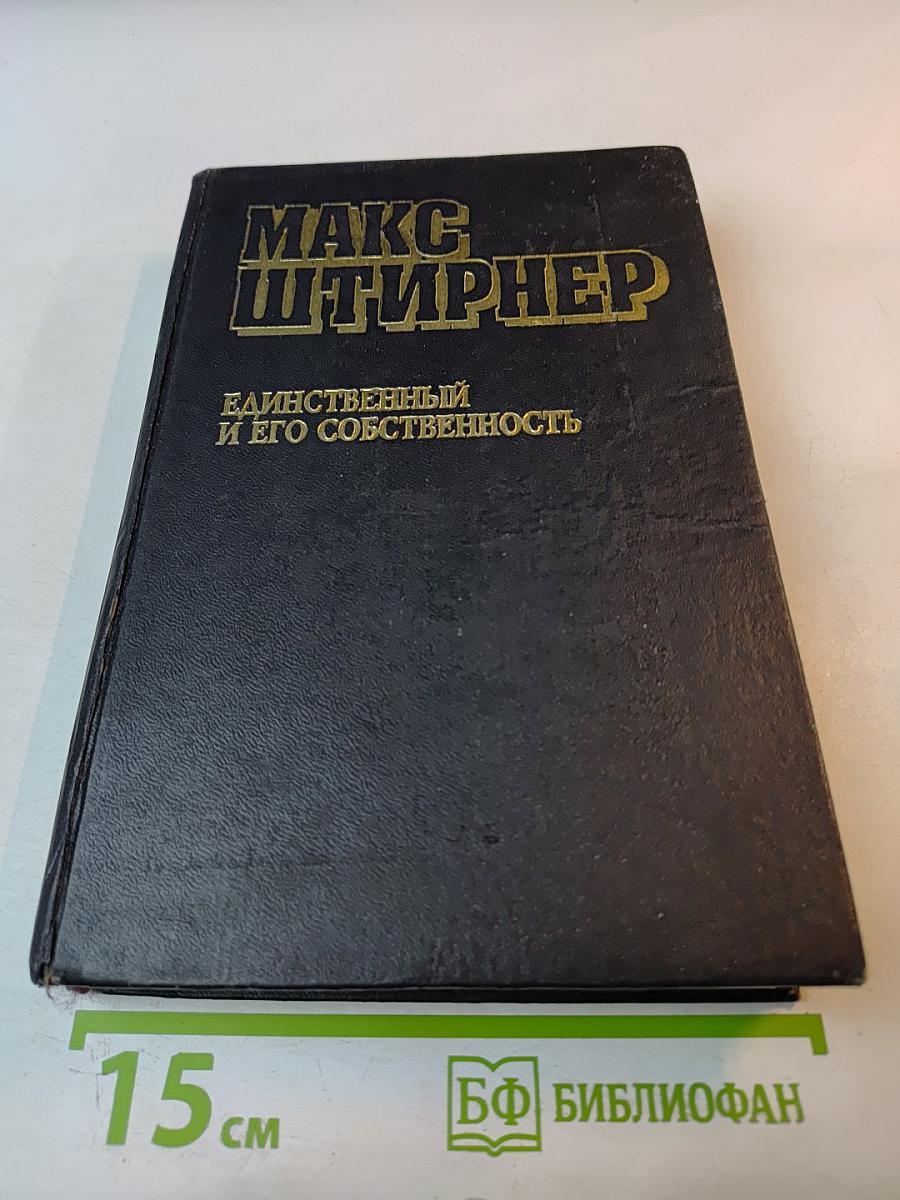 МАКС
ШТИРНЕР
ЕДИНСТВЕННЫЙ
И ЕГО СОБСТВЕННОСТЬ
15 см
БФ БИБЛИОФАН